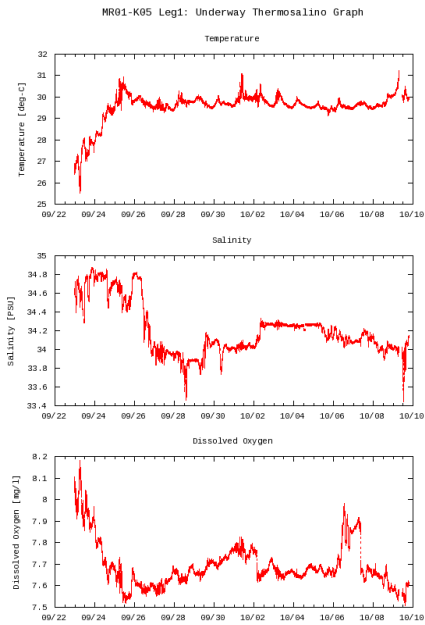 MR01-K05 Leg1: Underway Thermosalino Graph
Temperature
32
31
30
29
28
27
26
25
Temperature [deg-C]
09/22 09/24 09/26 09/28 09/30 10/02 10/04 10/06 10/08 10/10
Salinity
35
34.8
34.6
34.4
34.2
34
33.8
33.6
33.4
Salinity [PSU]
09/22 09/24 09/26 09/28 09/30 10/02 10/04 10/06 10/08 10/10
Dissolved Oxygen
8.2
8.1
8
7.9
7.8
7.7
7.6
7.5
Dissolved Oxygen [mg/l]
09/22 09/24 09/26 09/28 09/30 10/02 10/04 10/06 10/08 10/10